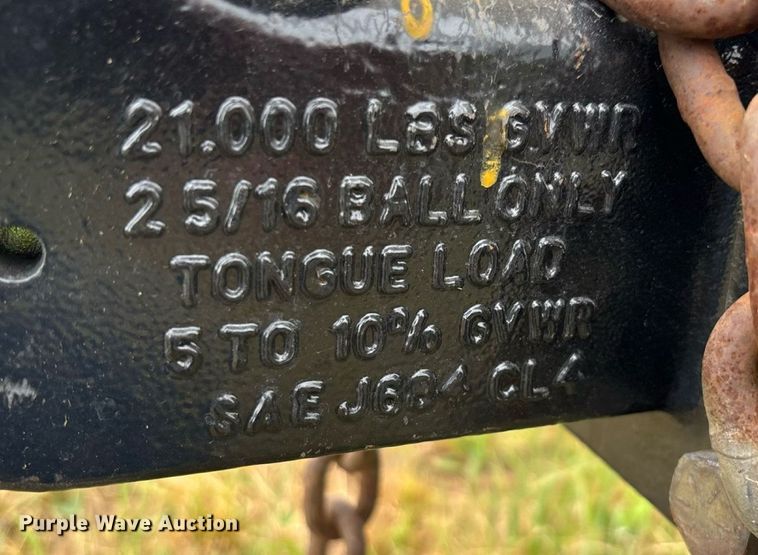 21.000 LBS GVWR
2 5/16 BALL ONLY
TONGUE LOAD
5 TO 10% GVWR
SAE J684 CL4
Purple Wave Auction